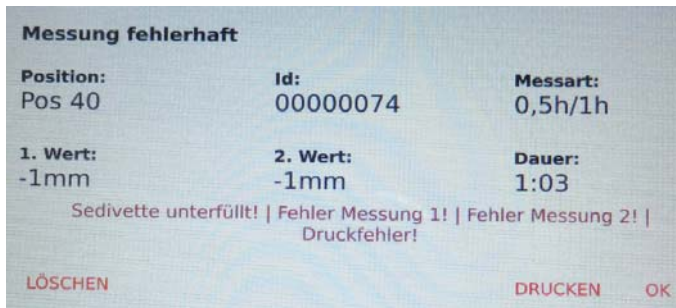 Messung fehlerhaft
Position: Id: Messart:
Pos 40 00000074 0,5h/1h
1. Wert: 2. Wert: Dauer:
-1mm -1mm 1:03
Sedivette unterfüllt! | Fehler Messung 1! | Fehler Messung 2! |
Druckfehler!
LÖSCHEN DRUCKEN OK